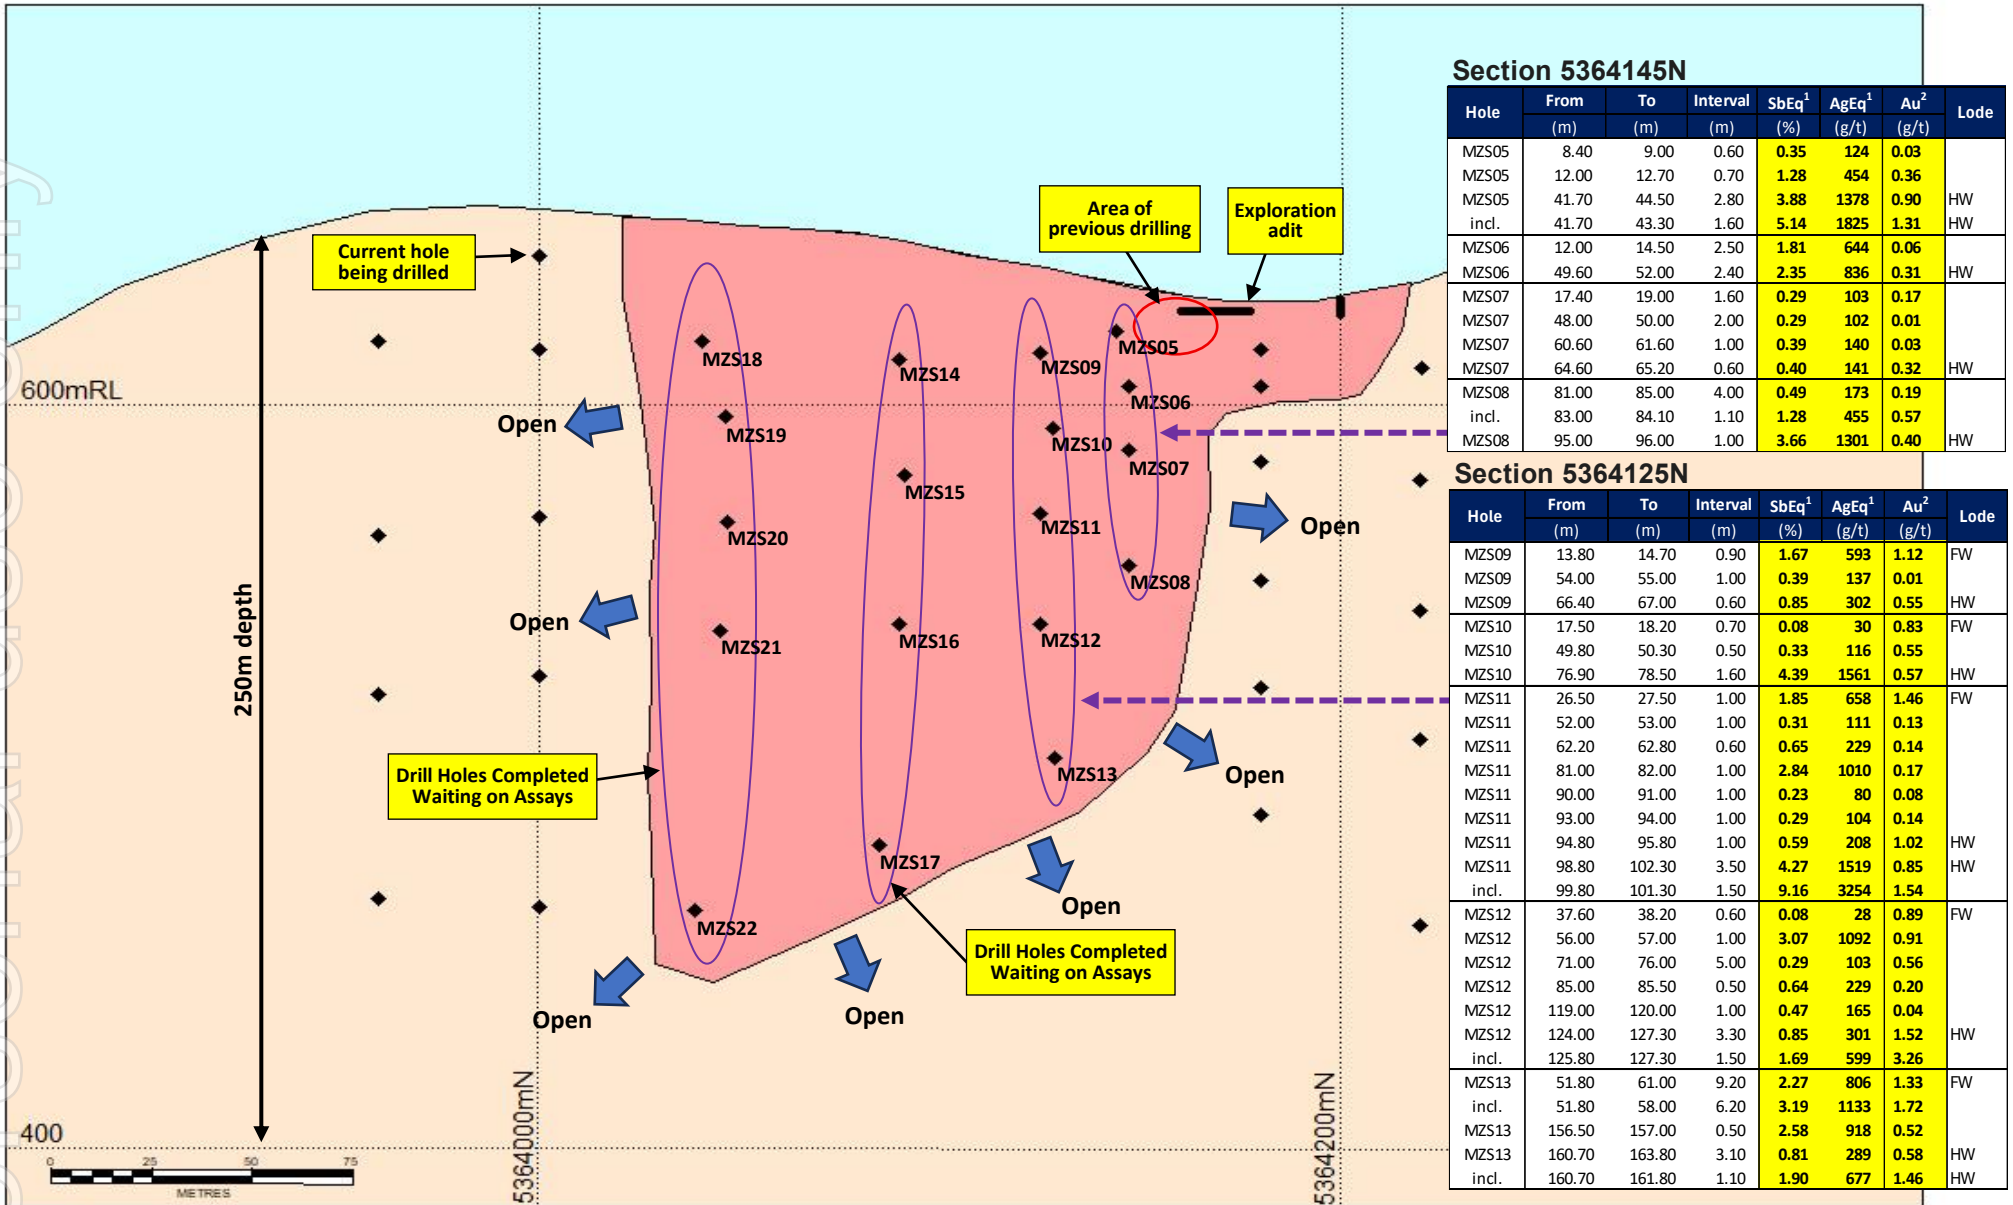 Section 5364145N
Hole From To Interval SbEq1 AgEq1 Au2 Lode
(m) (m) (m) (%) (g/t) (g/t)
MZS05 8.40 9.00 0.60 0.35 124 0.03
MZS05 12.00 12.70 0.70 1.28 454 0.36
MZS05 41.70 44.50 2.80 3.88 1378 0.90 HW
incl. 41.70 43.30 1.60 5.14 1825 1.31 HW
MZS06 12.00 14.50 2.50 1.81 644 0.06
MZS06 49.60 52.00 2.40 2.35 836 0.31 HW
MZS07 17.40 19.00 1.60 0.29 103 0.17
MZS07 48.00 50.00 2.00 0.29 102 0.01
MZS07 60.60 61.60 1.00 0.39 140 0.03
MZS07 64.60 65.20 0.60 0.40 141 0.32 HW
MZS08 81.00 85.00 4.00 0.49 173 0.19
incl. 83.00 84.10 1.10 1.28 455 0.57
MZS08 95.00 96.00 1.00 3.66 1301 0.40 HW
Section 5364125N
Hole From To Interval SbEq1 AgEq1 Au2 Lode
(m) (m) (m) (%) (g/t) (g/t)
MZS09 13.80 14.70 0.90 1.67 593 1.12 FW
MZS09 54.00 55.00 1.00 0.39 137 0.01
MZS09 66.40 67.00 0.60 0.85 302 0.55 HW
MZS10 17.50 18.20 0.70 0.08 30 0.83 FW
MZS10 49.80 50.30 0.50 0.33 116 0.55
MZS10 76.90 78.50 1.60 4.39 1561 0.57 HW
MZS11 26.50 27.50 1.00 1.85 658 1.46 FW
MZS11 52.00 53.00 1.00 0.31 111 0.13
MZS11 62.20 62.80 0.60 0.65 229 0.14
MZS11 81.00 82.00 1.00 2.84 1010 0.17
MZS11 90.00 91.00 1.00 0.23 80 0.08
MZS11 93.00 94.00 1.00 0.29 104 0.14
MZS11 94.80 95.80 1.00 0.59 208 1.02 HW
MZS11 98.80 102.30 3.50 4.27 1519 0.85 HW
incl. 99.80 101.30 1.50 9.16 3254 1.54
MZS12 37.60 38.20 0.60 0.08 28 0.89 FW
MZS12 56.00 57.00 1.00 3.07 1092 0.91
MZS12 71.00 76.00 5.00 0.29 103 0.56
MZS12 85.00 85.50 0.50 0.64 229 0.20
MZS12 119.00 120.00 1.00 0.47 165 0.04
MZS12 124.00 127.30 3.30 0.85 301 1.52 HW
incl. 125.80 127.30 1.50 1.69 599 3.26
MZS13 51.80 61.00 9.20 2.27 806 1.33 FW
incl. 51.80 58.00 6.20 3.19 1133 1.72
MZS13 156.50 157.00 0.50 2.58 918 0.52
MZS13 160.70 163.80 3.10 0.81 289 0.58 HW
incl. 160.70 161.80 1.10 1.90 677 1.46 HW
Current hole
being drilled
Area of
previous drilling
Exploration
adit
600mRL
MZS18
MZS14
MZS09
MZS05
MZS06
MZS19
MZS10
MZS07
MZS15
MZS11
MZS20
MZS08
MZS21
MZS16
MZS12
MZS13
MZS17
MZS22
Open
Open
Open
Open
Open
Open
Open
250m depth
Drill Holes Completed
Waiting on Assays
Drill Holes Completed
Waiting on Assays
400
5364000mN
5364200mN
0 25 50 75
METRES